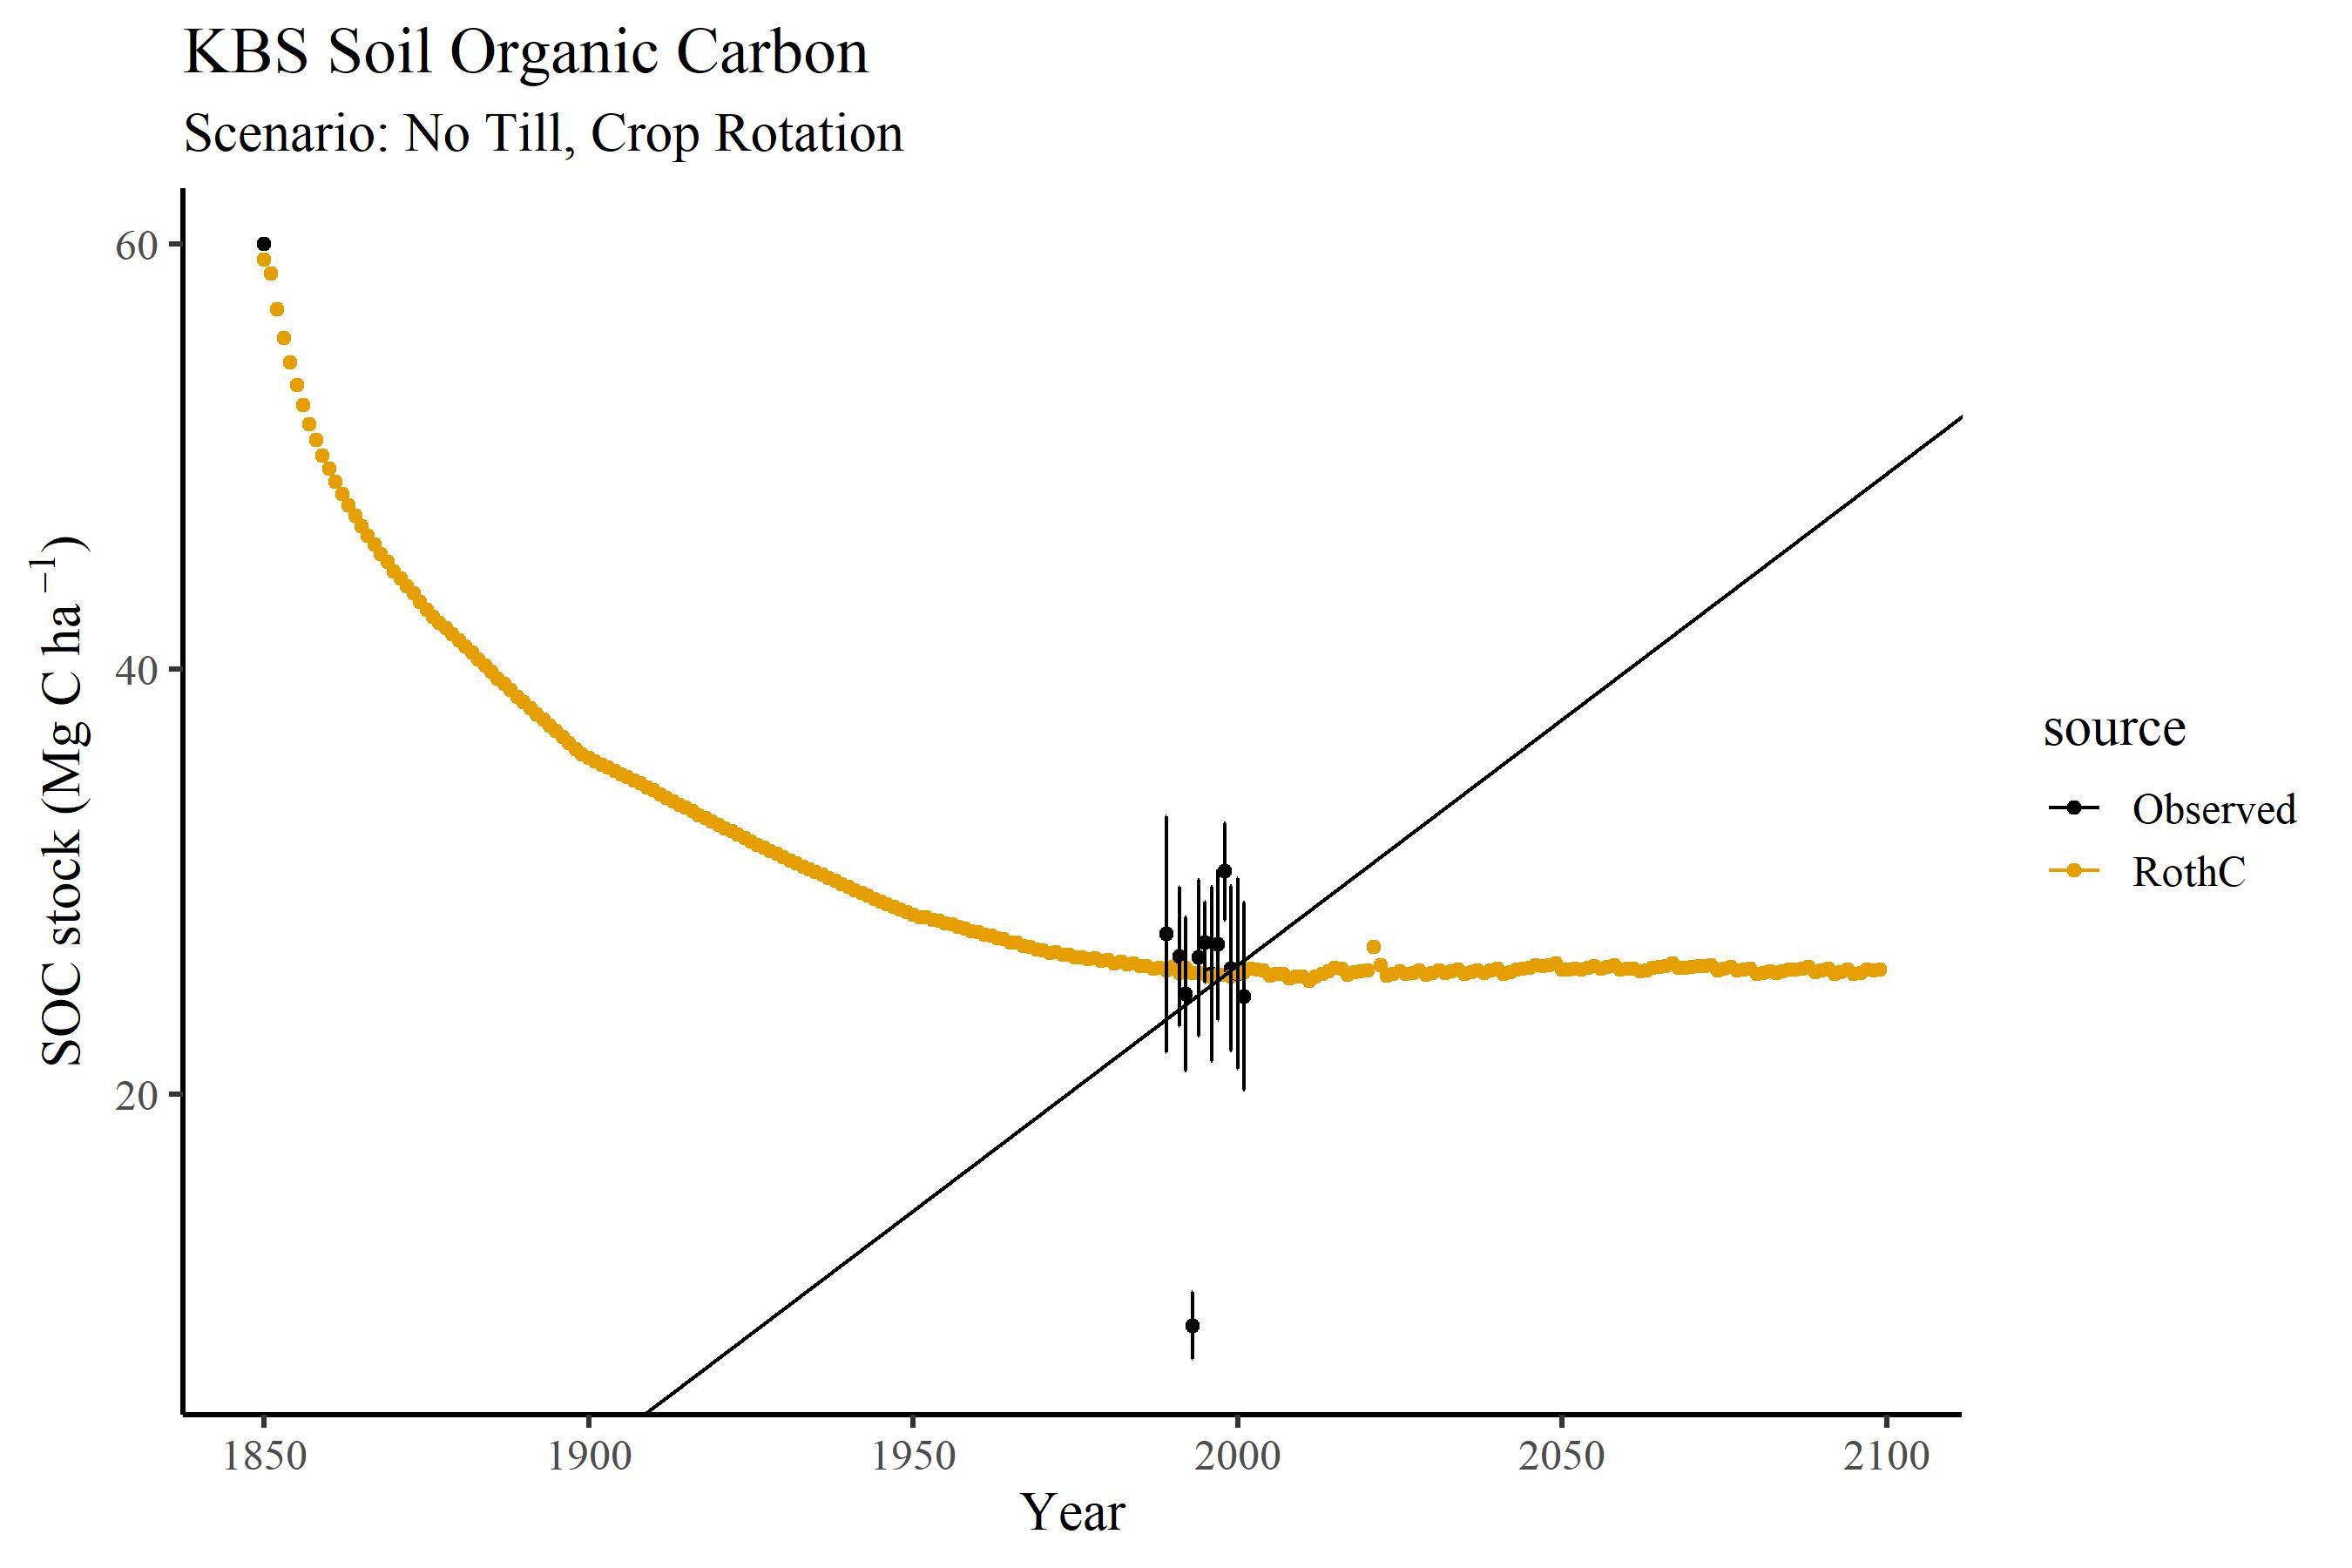 KBS Soil Organic Carbon
Scenario: No Till, Crop Rotation
SOC stock (Mg C ha −1)
60
40
20
1850 1900 1950 2000 2050 2100
Year
source
Observed
RothC